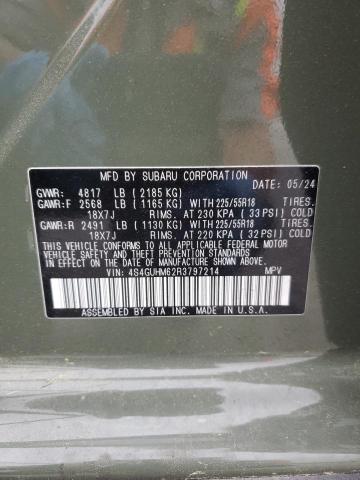 MFD BY SUBARU CORPORATION
GVWR: 4817 LB ( 2185 KG) DATE: 05/24
GAWR:F 2568 LB ( 1165 KG) WITH 225/55R18 TIRES.
18X7J RIMS. AT 230 KPA ( 33 PSI) COLD
GAWR:R 2491 LB ( 1130 KG) WITH 225/55R18 TIRES.
18X7J RIMS. AT 220 KPA ( 32 PSI) COLD
THIS VEHICLE CONFORMS TO ALL APPLICABLE FEDERAL MOTOR
VEHICLE SAFETY, BUMPER, AND THEFT PREVENTION STANDARDS
IN EFFECT ON THE DATE OF MANUFACTURE SHOWN ABOVE.
VIN: 4S4GUHM62R3797214 MPV
ASSEMBLED BY SIA INC. MADE IN U.S.A.